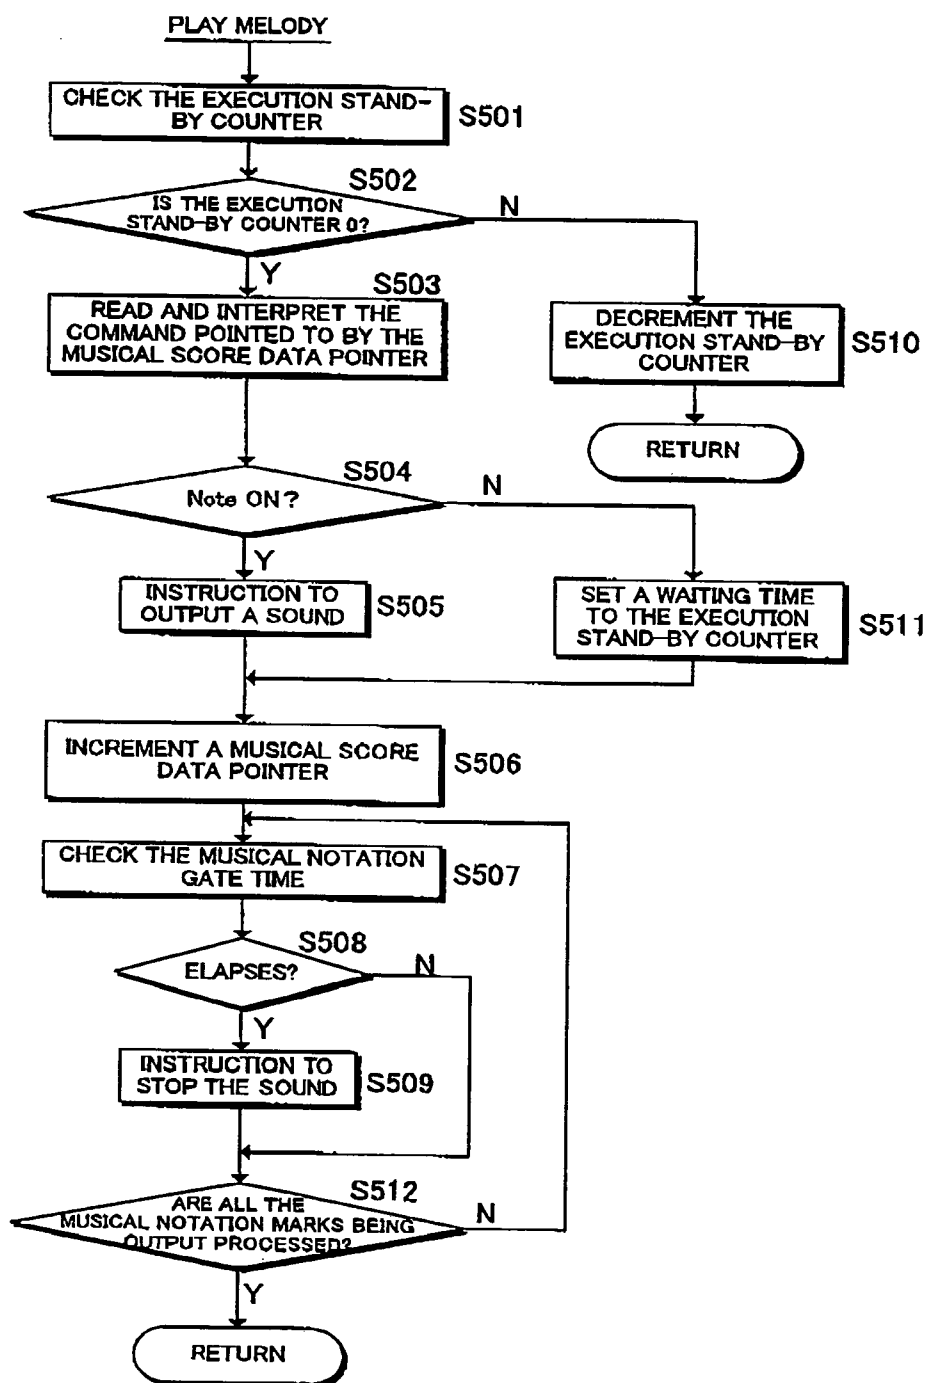 PLAY MELODY
CHECK THE EXECUTION STAND-
BY COUNTER
S501
S502
IS THE EXECUTION
STAND-BY COUNTER 0?
N
Y
S503
READ AND INTERPRET THE
COMMAND POINTED TO BY THE
MUSICAL SCORE DATA POINTER
DECREMENT THE
EXECUTION STAND-BY
COUNTER
S510
RETURN
S504
Note ON?
N
Y
INSTRUCTION TO
OUTPUT A SOUND
S505
SET A WAITING TIME
TO THE EXECUTION
STAND-BY COUNTER
S511
INCREMENT A MUSICAL SCORE
DATA POINTER
S506
CHECK THE MUSICAL NOTATION
GATE TIME
S507
S508
ELAPSES?
N
Y
INSTRUCTION TO
STOP THE SOUND
S509
S512
ARE ALL THE
MUSICAL NOTATION MARKS BEING
OUTPUT PROCESSED?
N
Y
RETURN